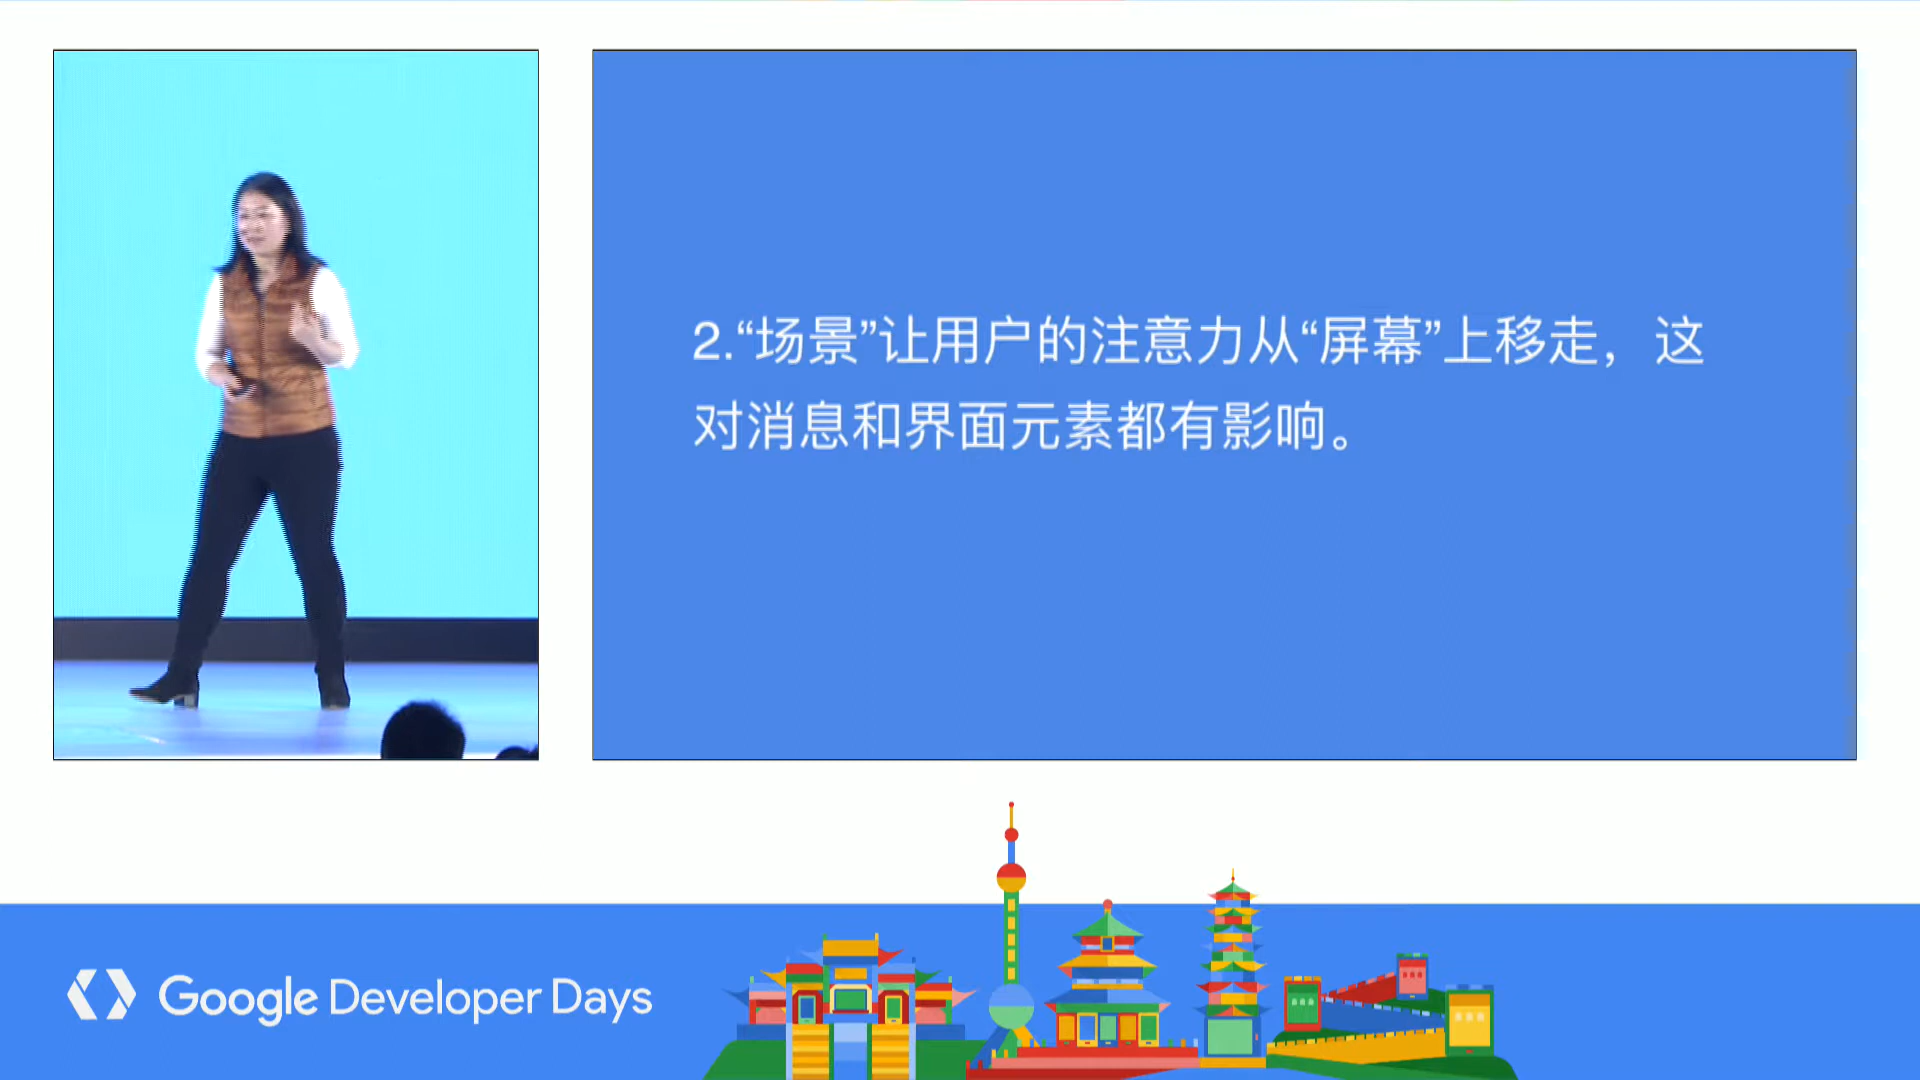 2.“场景”让用户的注意力从“屏幕”上移走，这
对消息和界面元素都有影响。
Google Developer Days